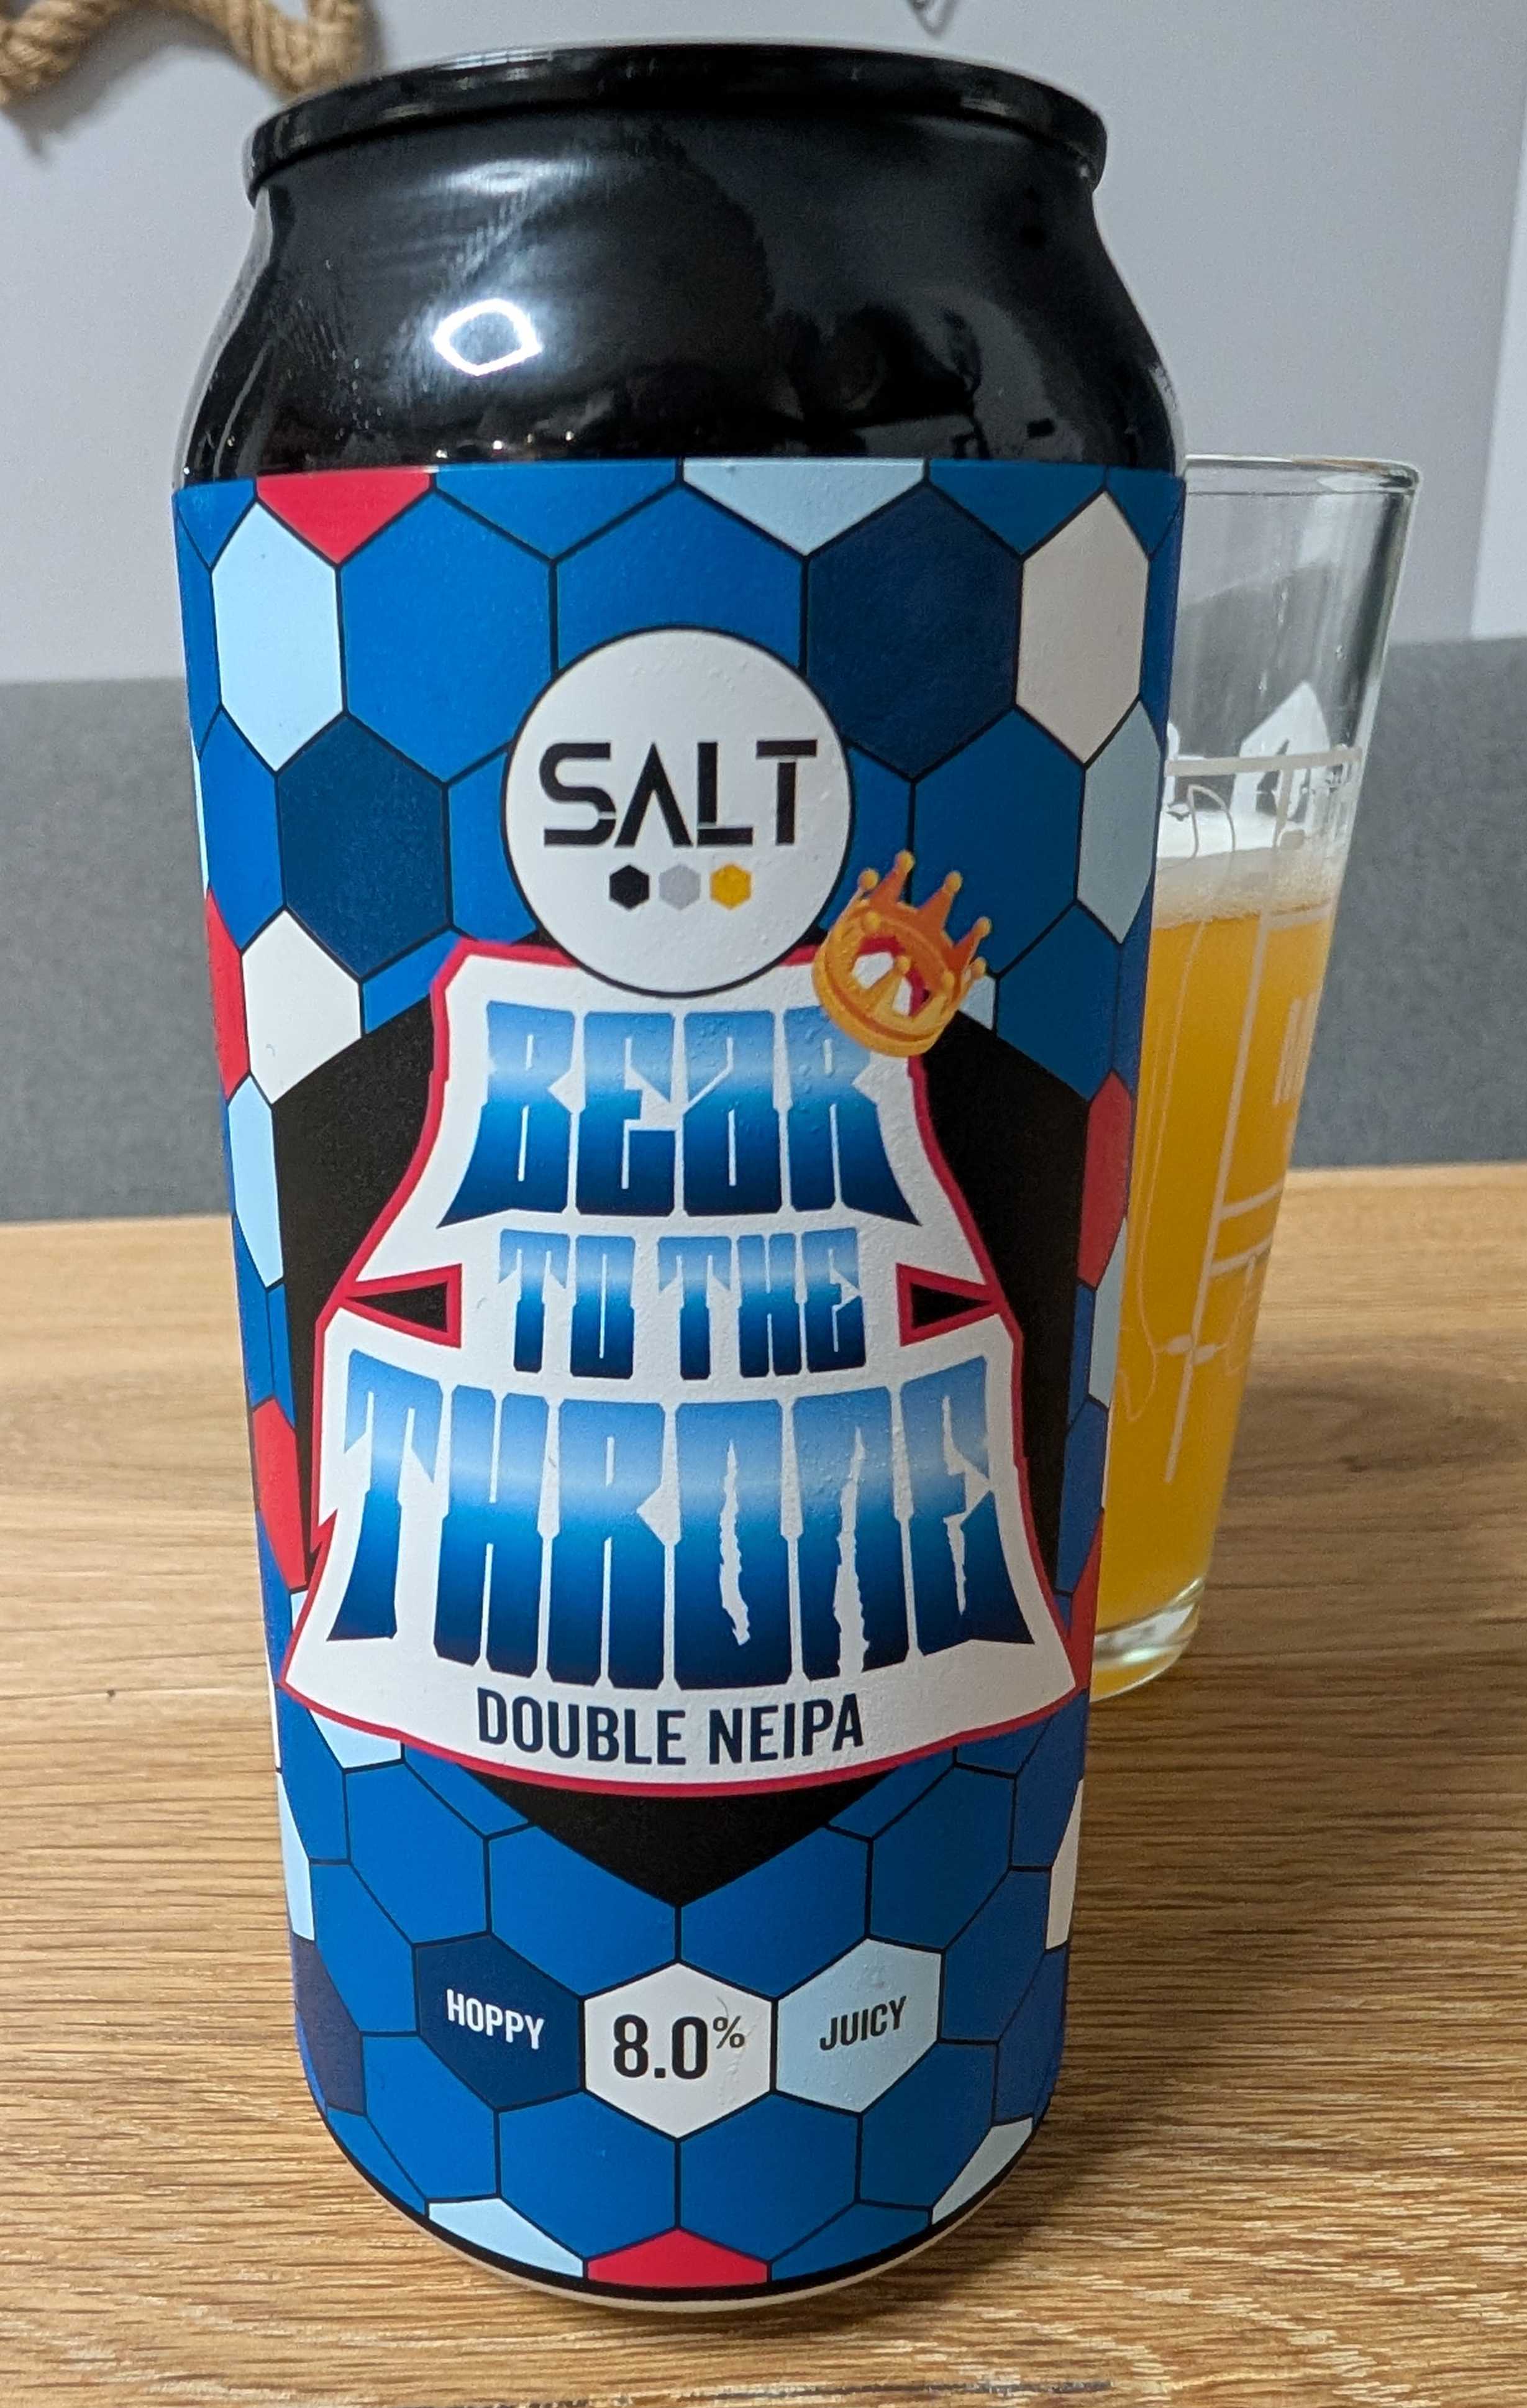 SALT
BEAR
TO THE
THRONE
DOUBLE NEIPA
HOPPY
8.0%
JUICY